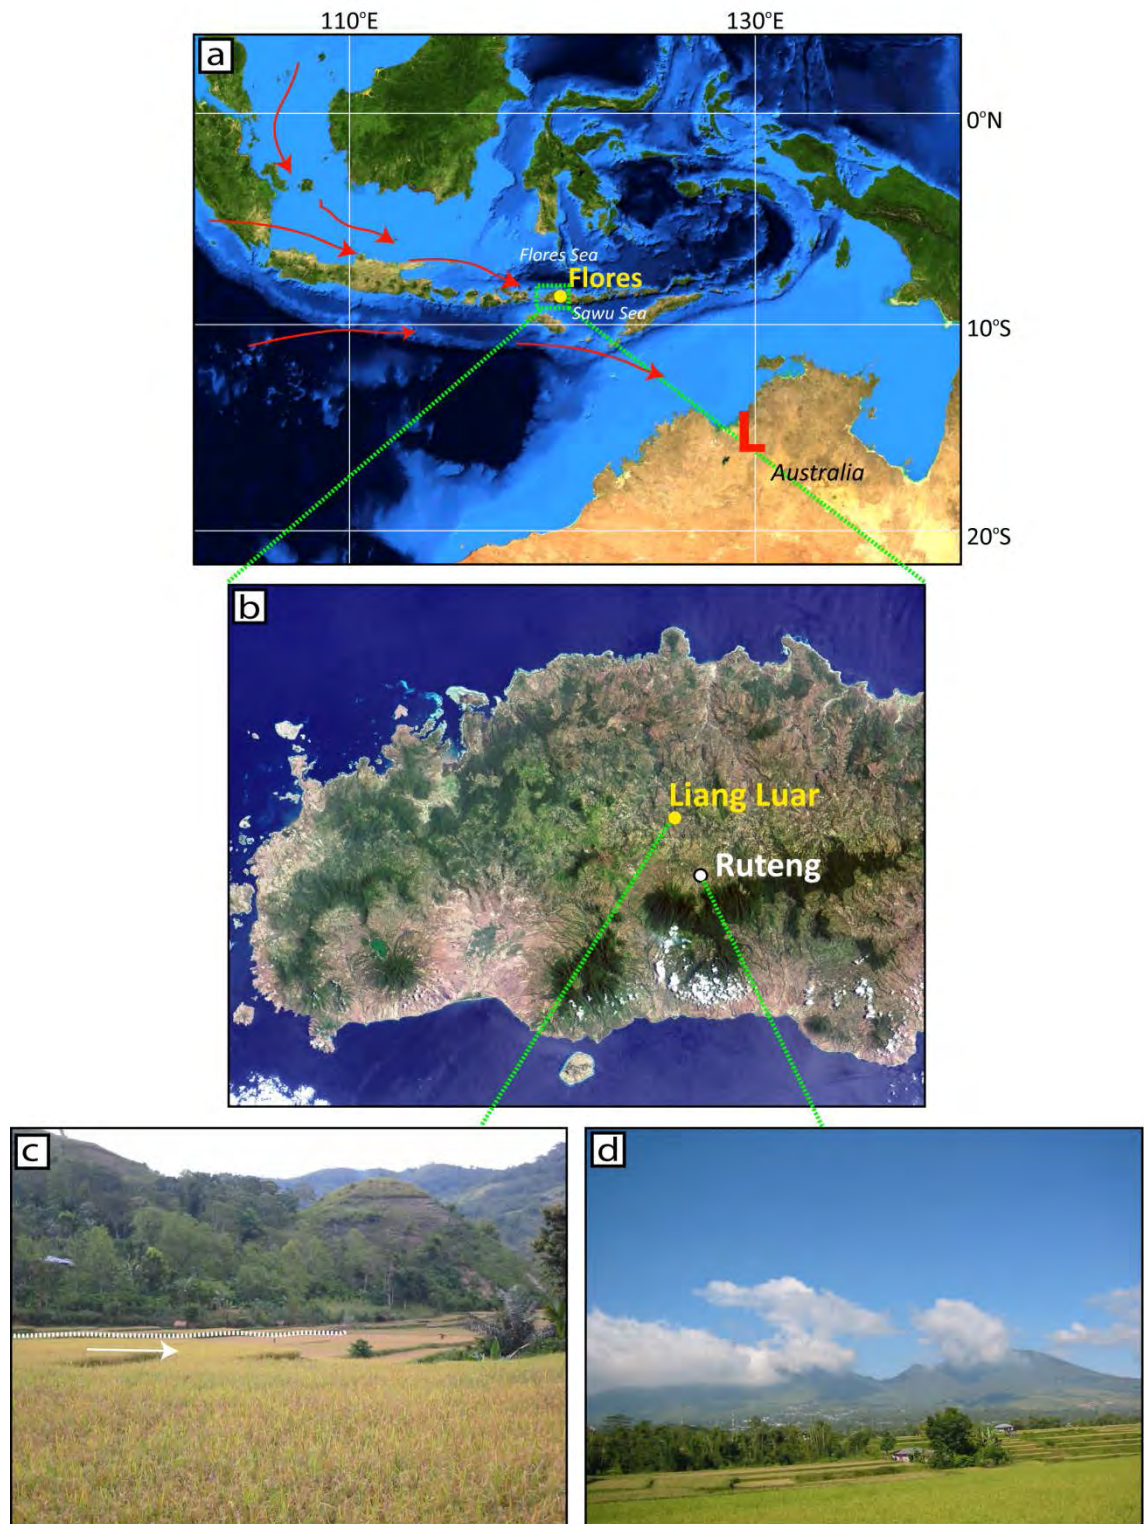 110°E
130°E
a
0°N
Flores Sea
Flores
Sawu Sea
10°S
L
Australia
20°S
b
Liang Luar
Ruteng
c
d